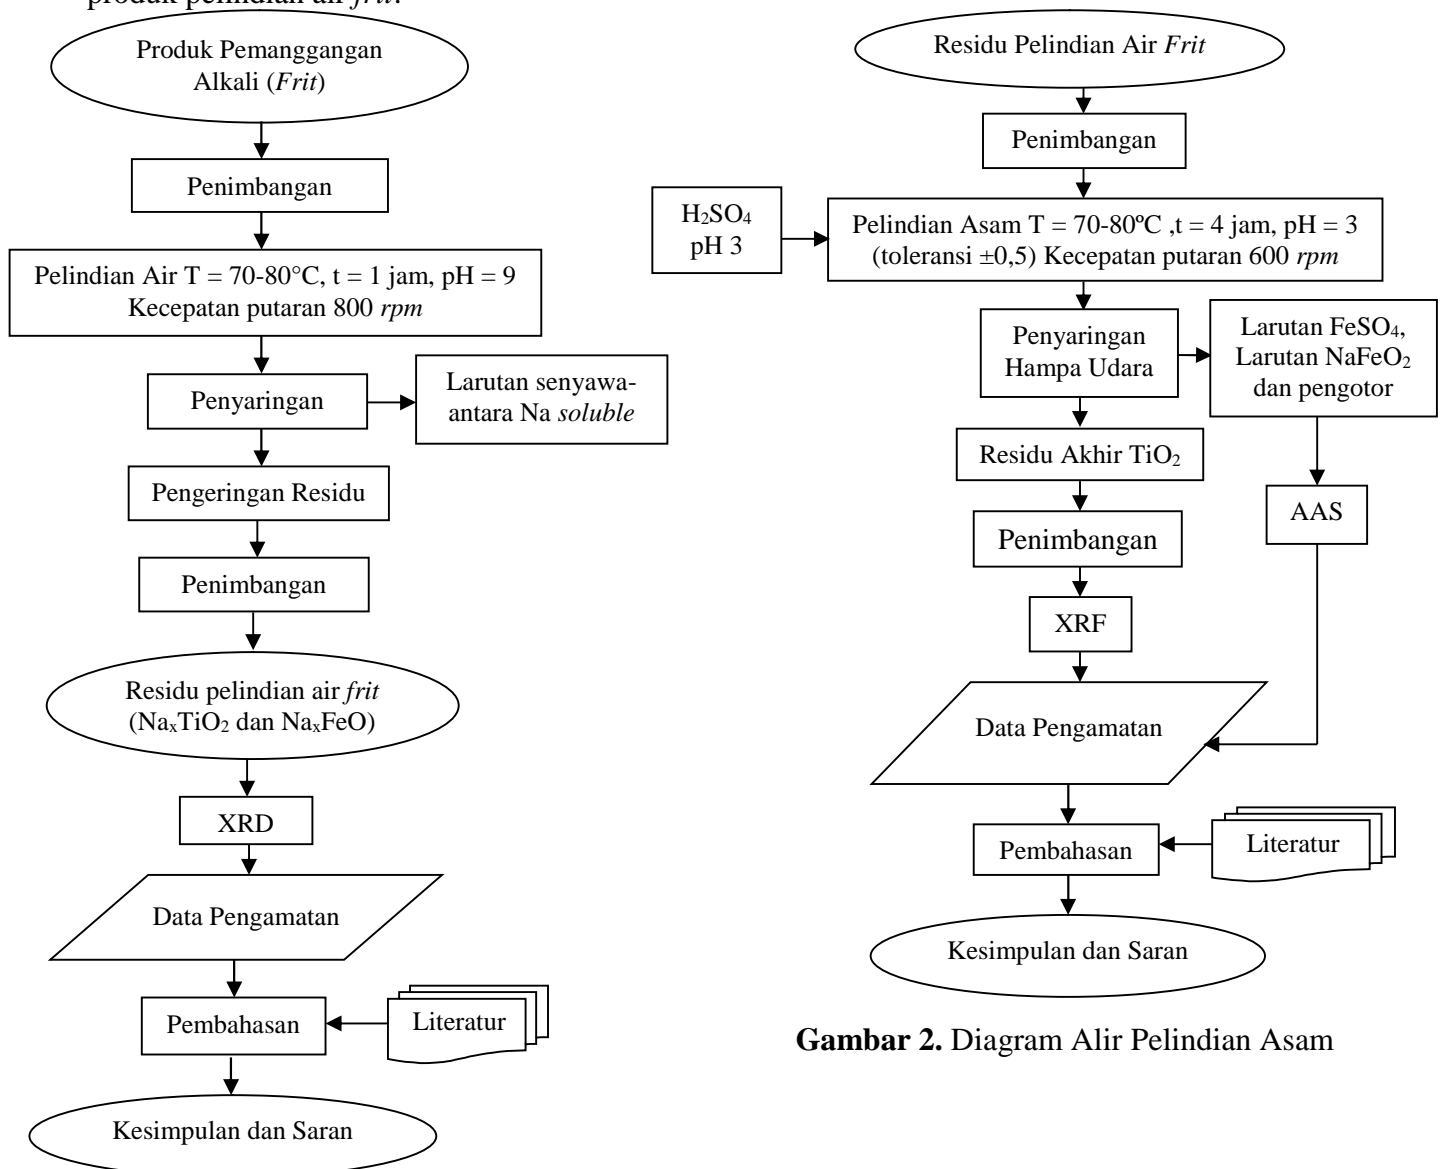 produk pelindian air frit.
Produk Pemanggangan
Alkali (Frit)
Penimbangan
Pelindian Air T = 70-80°C, t = 1 jam, pH = 9
Kecepatan putaran 800 rpm
Penyaringan
Larutan senyawa-
antara Na soluble
Pengeringan Residu
Penimbangan
Residu pelindian air frit
(NaₓTiO₂ dan NaₓFeO)
XRD
Data Pengamatan
Pembahasan
Literatur
Kesimpulan dan Saran
Residu Pelindian Air Frit
Penimbangan
H₂SO₄
pH 3
Pelindian Asam T = 70-80ºC ,t = 4 jam, pH = 3
(toleransi ±0,5) Kecepatan putaran 600 rpm
Penyaringan
Hampa Udara
Larutan FeSO₄,
Larutan NaFeO₂
dan pengotor
Residu Akhir TiO₂
AAS
Penimbangan
XRF
Data Pengamatan
Pembahasan
Literatur
Kesimpulan dan Saran
Gambar 2. Diagram Alir Pelindian Asam